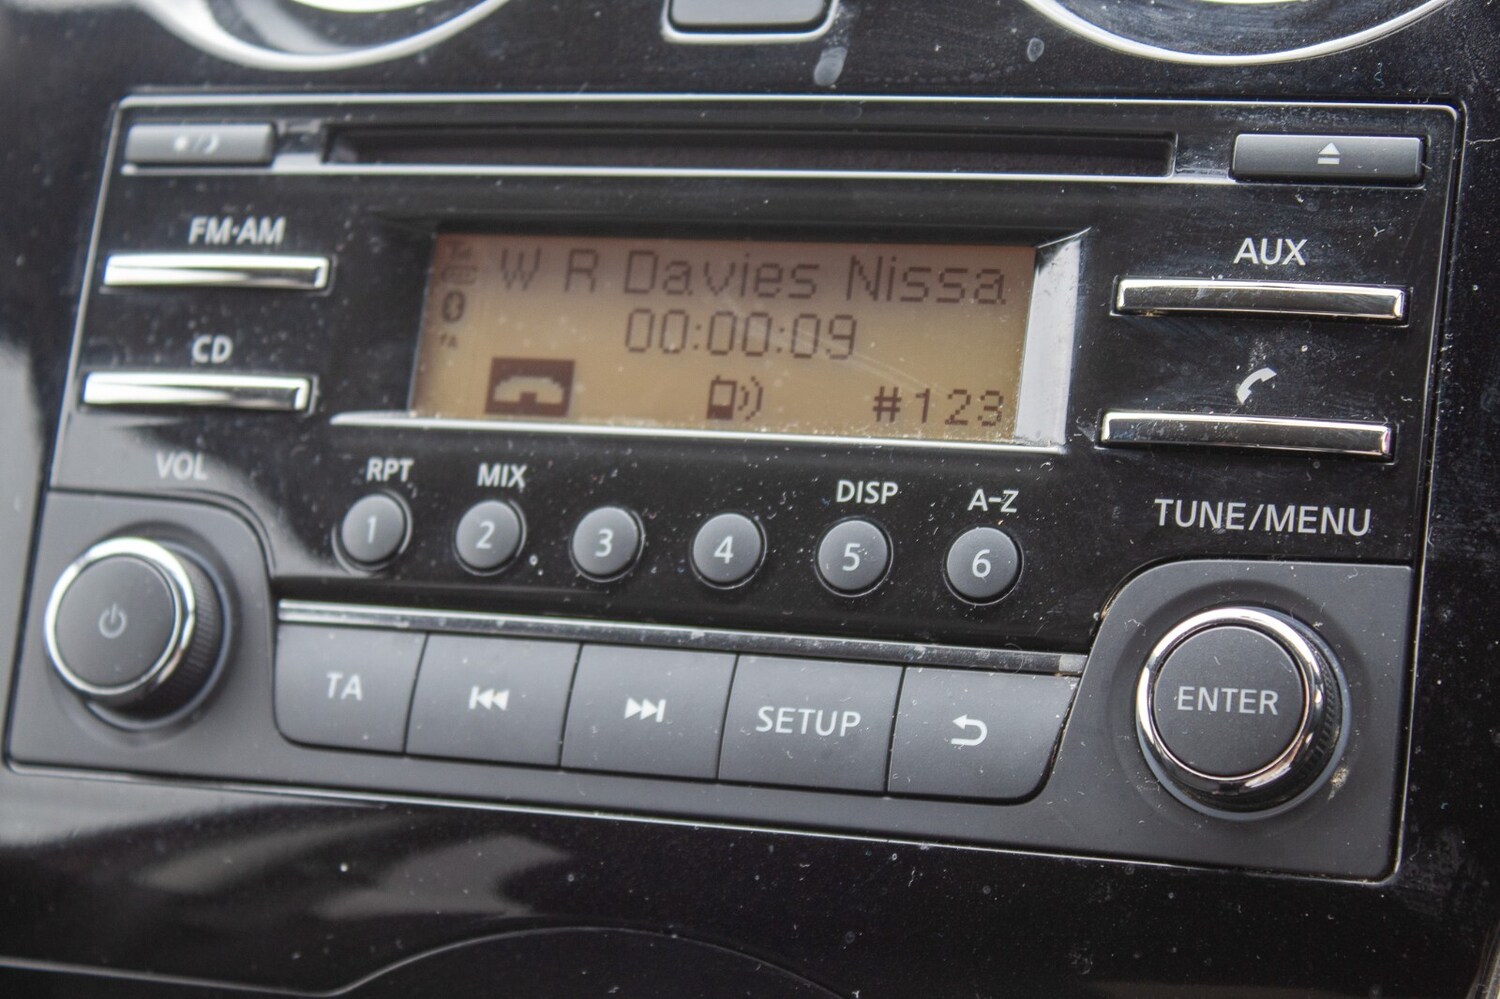 FM·AM
CD
W R Davies Nissa
00:00:09
TA
#123
AUX
VOL
RPT
MIX
DISP
A-Z
1
2
3
4
5
6
TUNE/MENU
TA
SETUP
ENTER